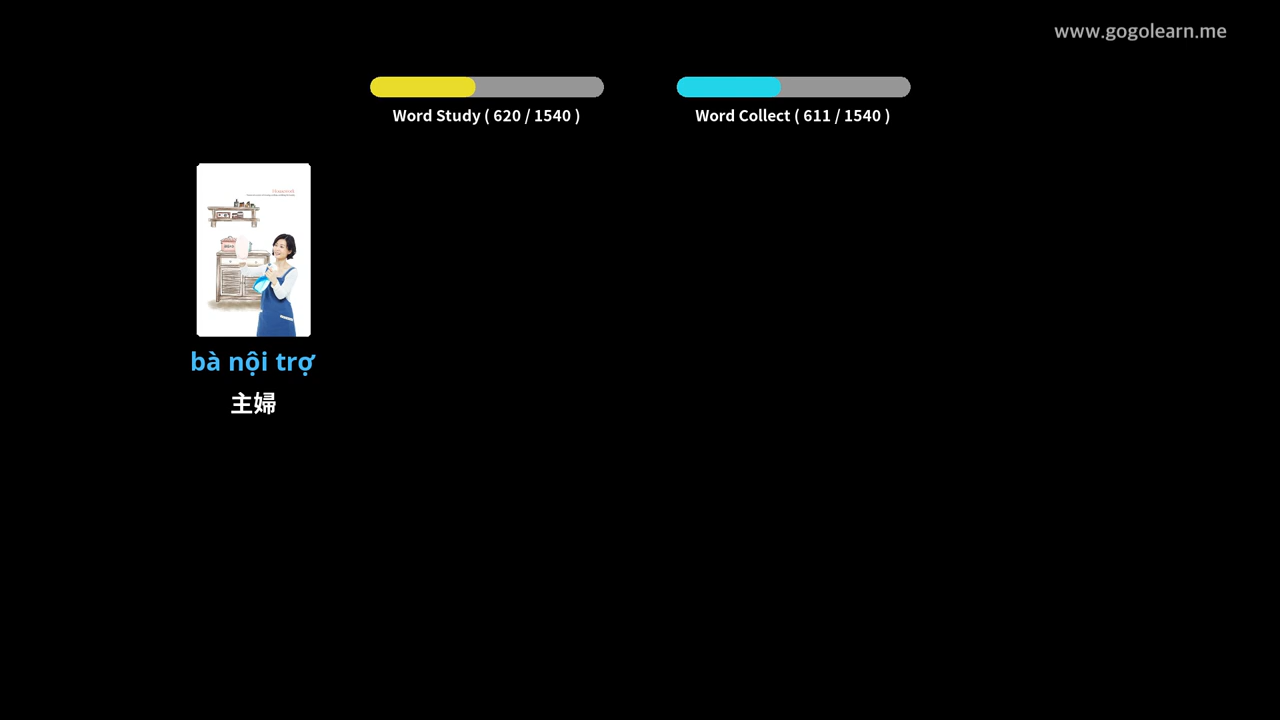 www.gogolearn.me
Word Study ( 620 / 1540 )
Word Collect ( 611 / 1540 )
bà nội trợ
主婦